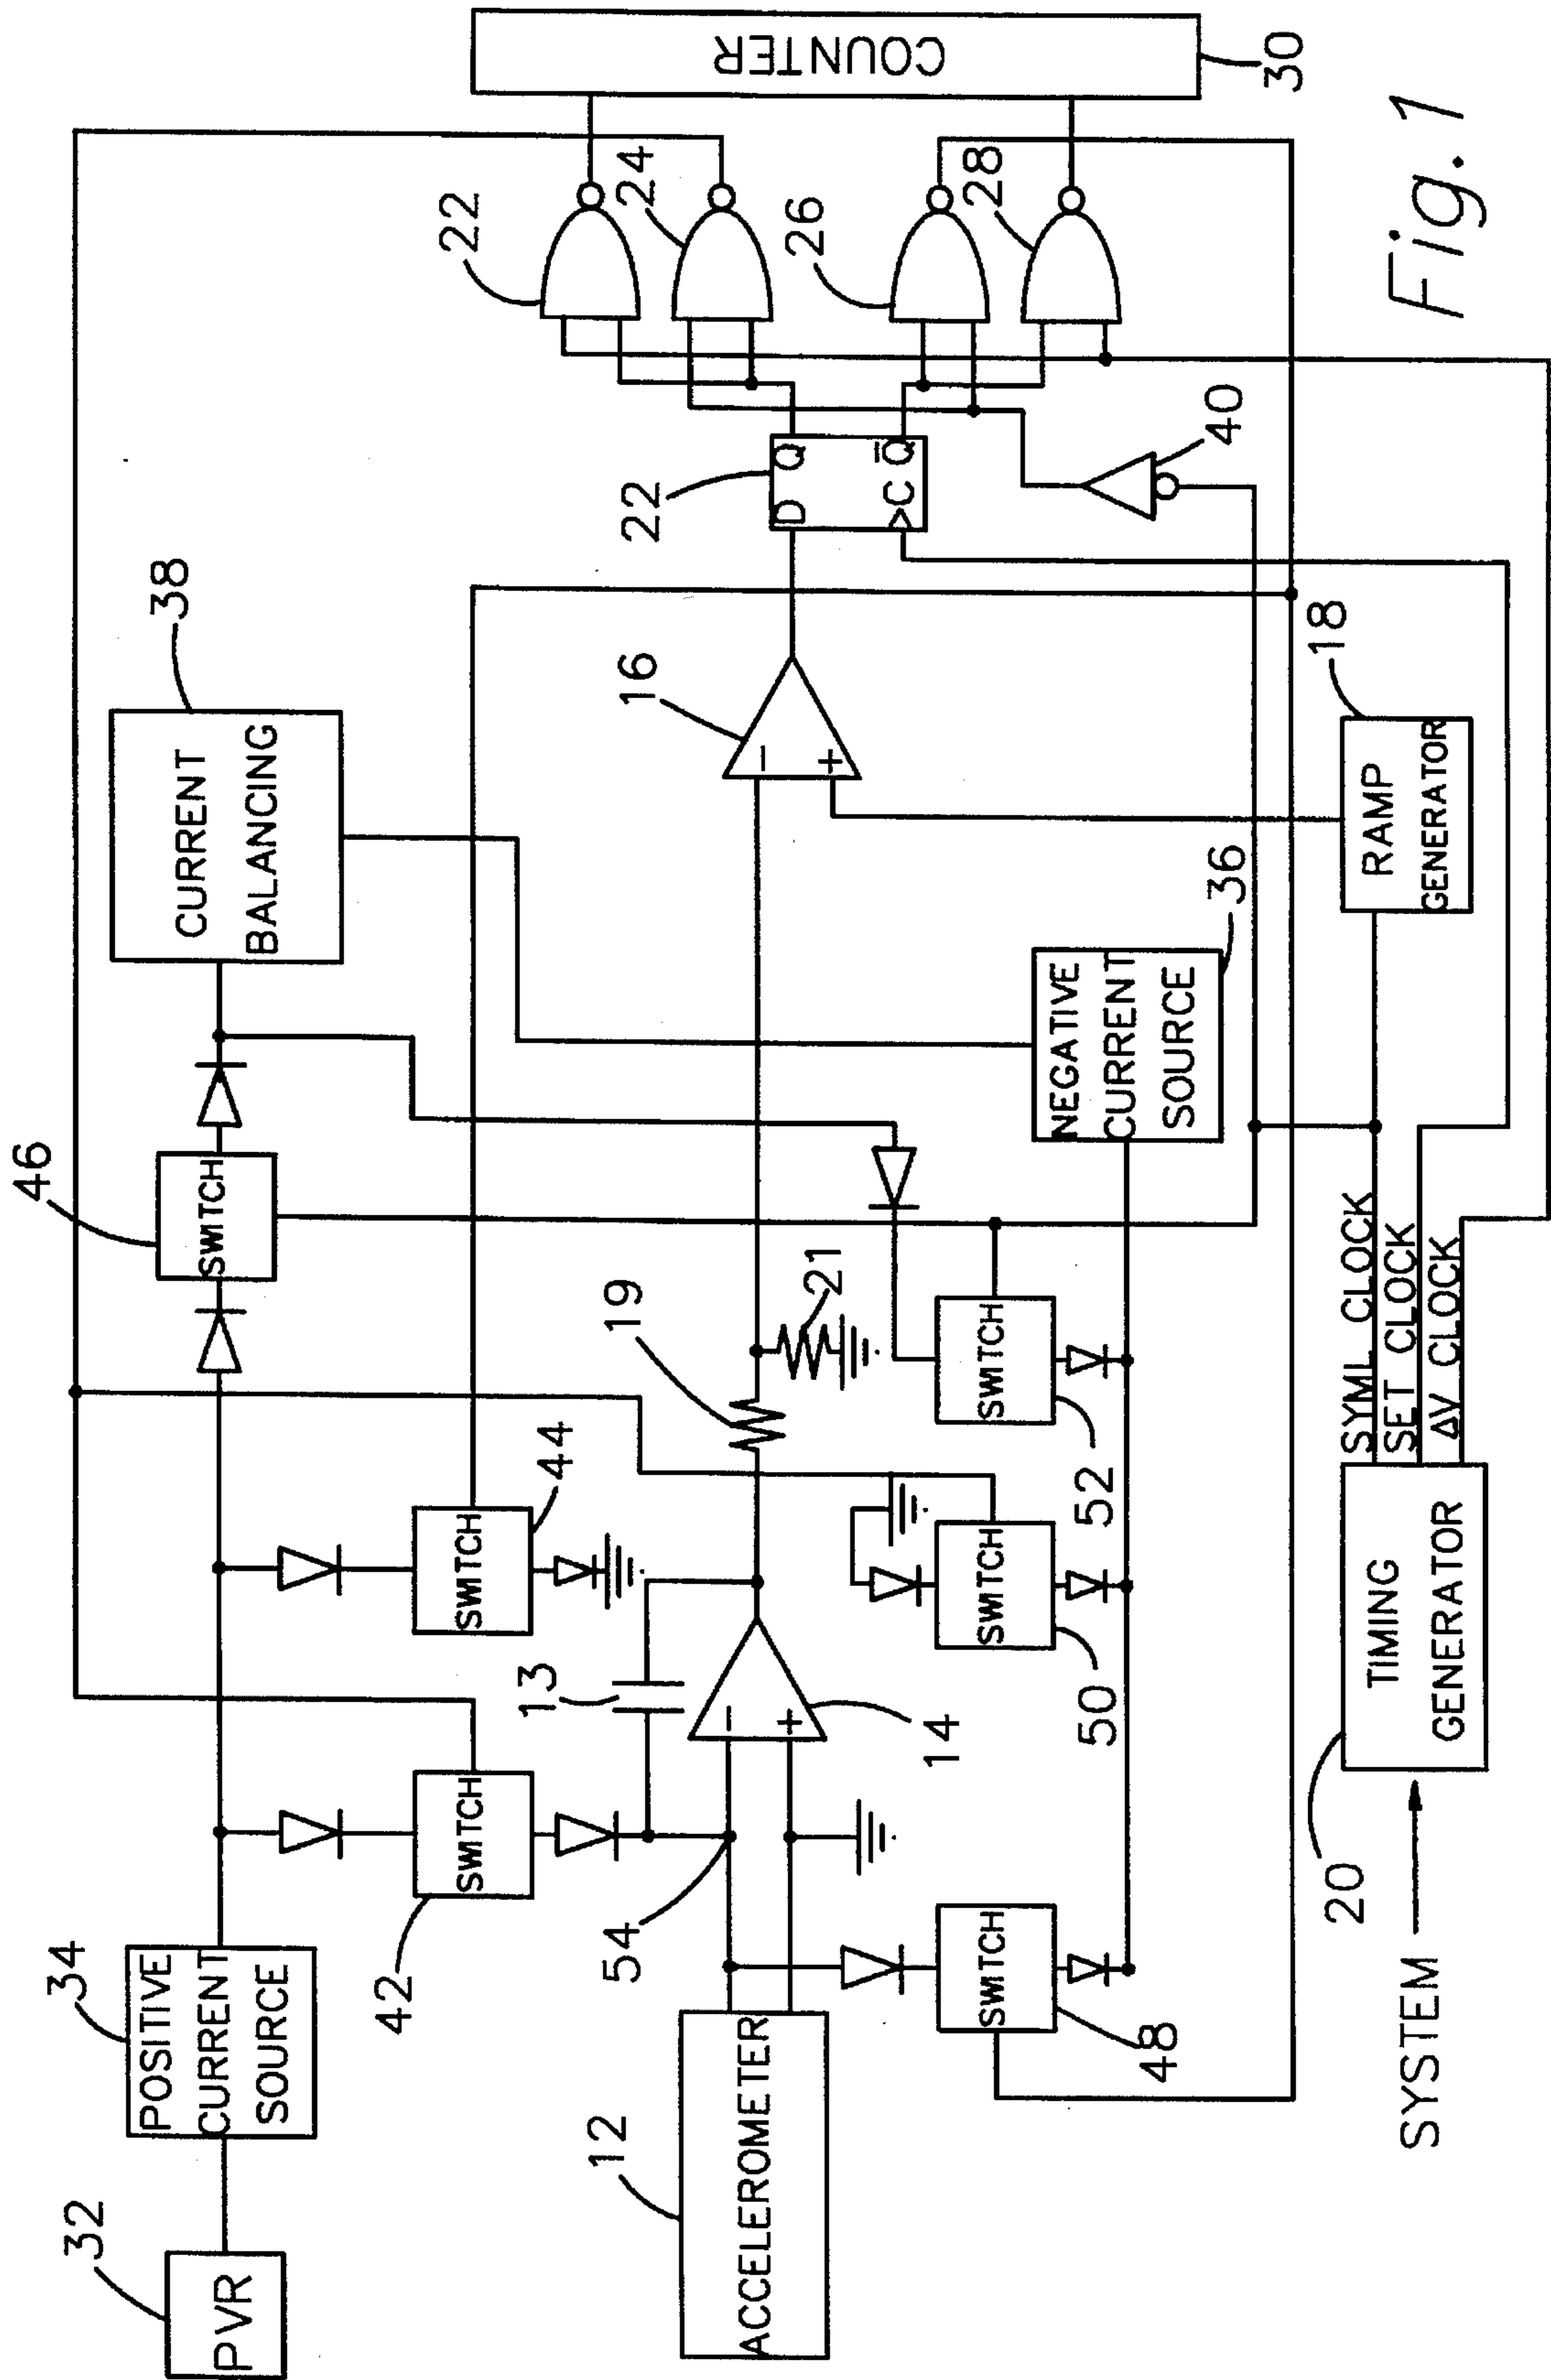 32
PVR
34
POSITIVE
CURRENT
SOURCE
46
SWITCH
38
CURRENT
BALANCING
42
SWITCH
SWITCH
44
12
ACCELEROMETER
54
13
-
+
14
19
21
16
-
+
22
D
Q
C
Q̅
22
24
26
28
COUNTER
30
48
SWITCH
50
SWITCH
52
SWITCH
NEGATIVE
CURRENT
SOURCE
36
40
18
RAMP
GENERATOR
SYSTEM
20
TIMING
GENERATOR
SYML CLOCK
SET CLOCK
ΔV CLOCK
Fig. 1